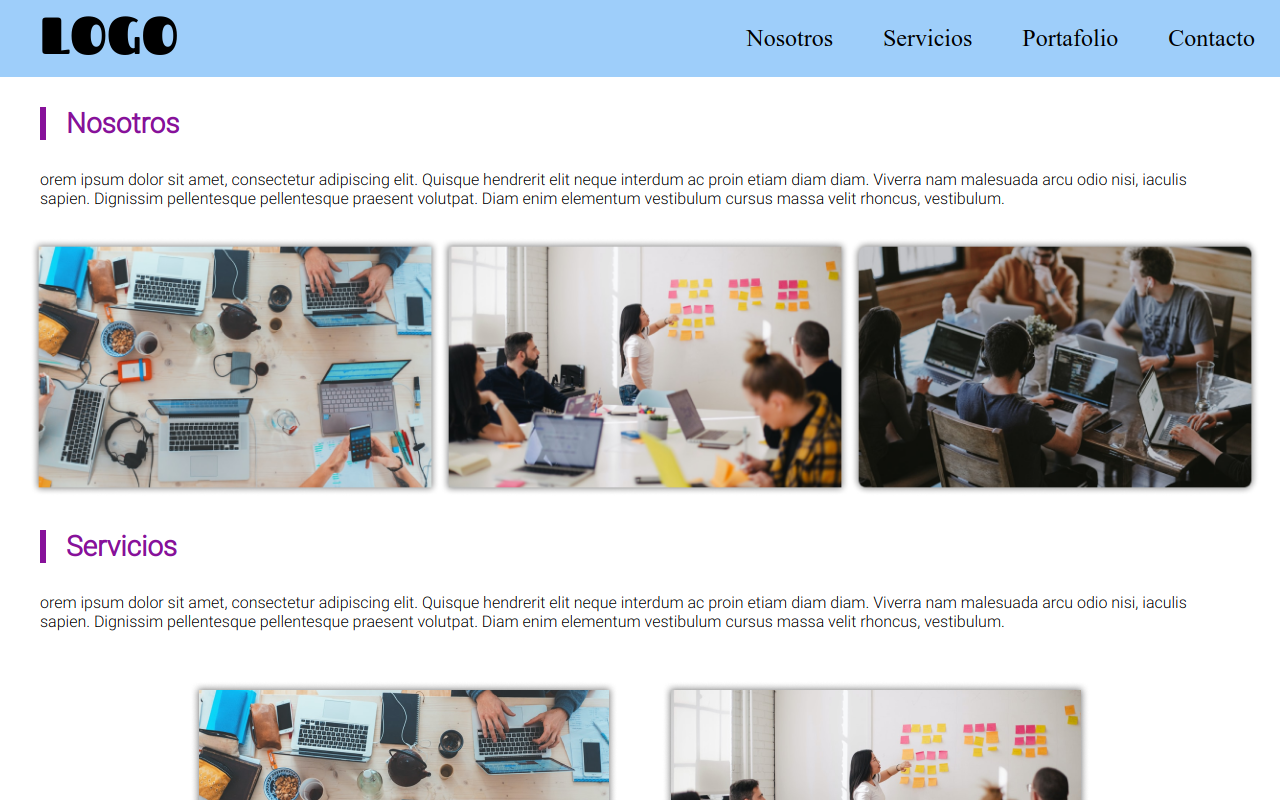 LOGO
Nosotros Servicios Portafolio Contacto
Nosotros
orem ipsum dolor sit amet, consectetur adipiscing elit. Quisque hendrerit elit neque interdum ac proin etiam diam diam. Viverra nam malesuada arcu odio nisi, iaculis
sapien. Dignissim pellentesque pellentesque praesent volutpat. Diam enim elementum vestibulum cursus massa velit rhoncus, vestibulum.
Servicios
orem ipsum dolor sit amet, consectetur adipiscing elit. Quisque hendrerit elit neque interdum ac proin etiam diam diam. Viverra nam malesuada arcu odio nisi, iaculis
sapien. Dignissim pellentesque pellentesque praesent volutpat. Diam enim elementum vestibulum cursus massa velit rhoncus, vestibulum.